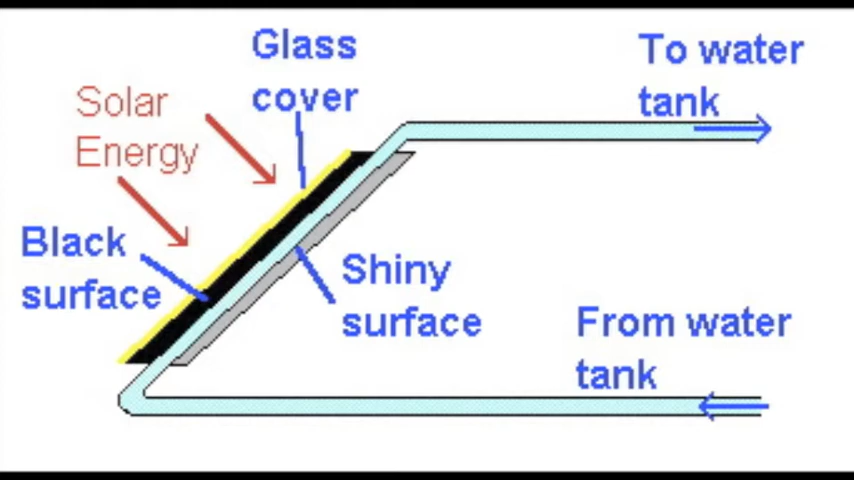 Glass
cover
To water
tank
Solar
Energy
Black
surface
Shiny
surface
From water
tank